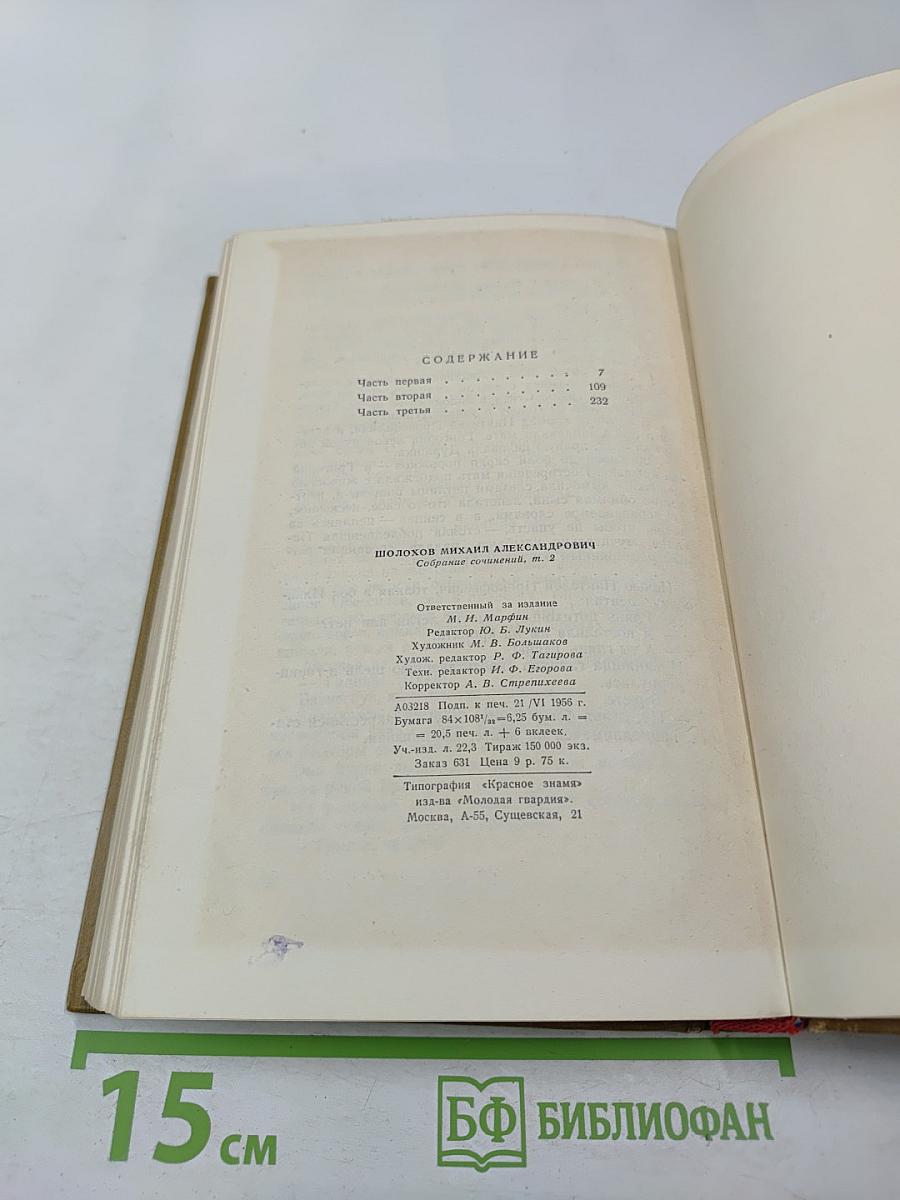 СОДЕРЖАНИЕ
Часть первая . . . . . . . . . 7
Часть вторая . . . . . . . . . 109
Часть третья . . . . . . . . . 232
ШОЛОХОВ МИХАИЛ АЛЕКСАНДРОВИЧ
Собрание сочинений, т. 2
Ответственный за издание
М. И. Марфин
Редактор Ю. Б. Лукин
Художник М. В. Большаков
Худож. редактор Р. Ф. Тагирова
Техн. редактор И. Ф. Егорова
Корректор А. В. Стрепихеева
А03218 Подп. к печ. 21/VI 1956 г.
Бумага 84×108¹/₃₂=6,25 бум. л. =
= 20,5 печ. л. + 6 вклеек.
Уч.-изд. л. 22,3 Тираж 150 000 экз.
Заказ 631 Цена 9 р. 75 к.
Типография «Красное знамя»
изд-ва «Молодая гвардия».
Москва, А-55, Сущевская, 21
15 см
БФ БИБЛИОФАН